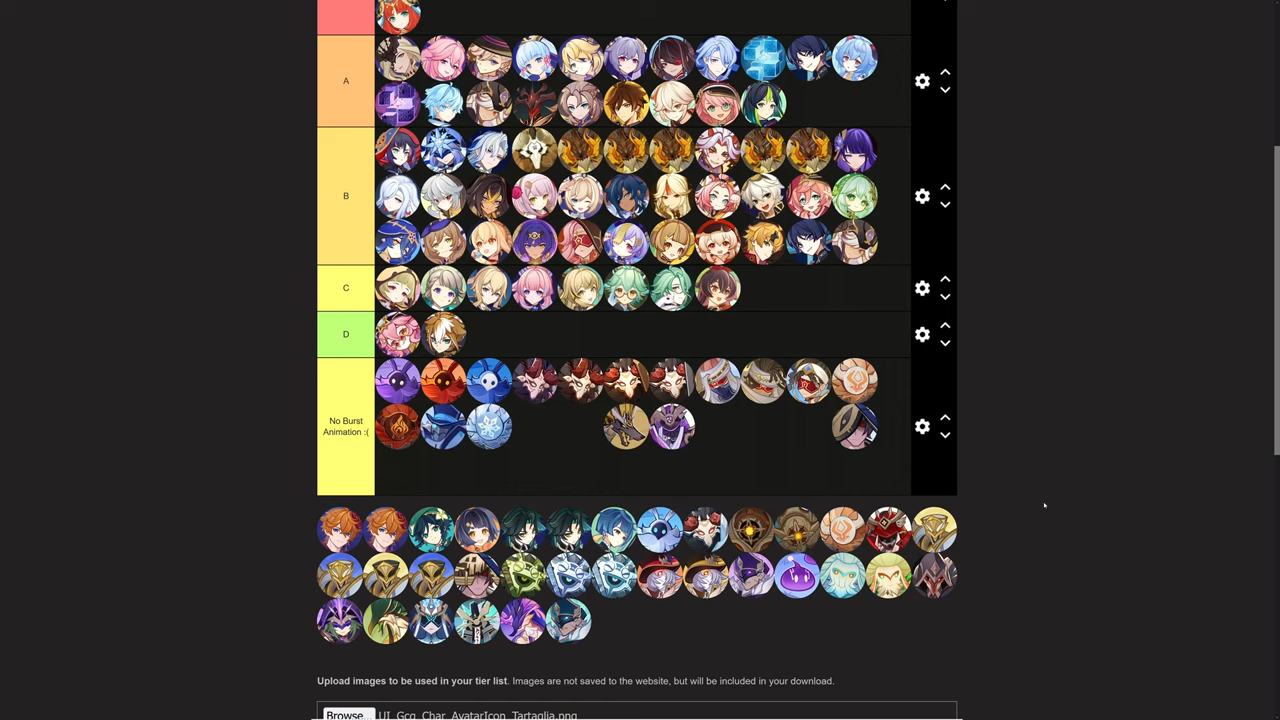 A
B
C
D
No Burst
Animation :(
Upload images to be used in your tier list. Images are not saved to the website, but will be included in your download.
Browse... UI_Gcg_Char_AvatarIcon_Tartaglia.png